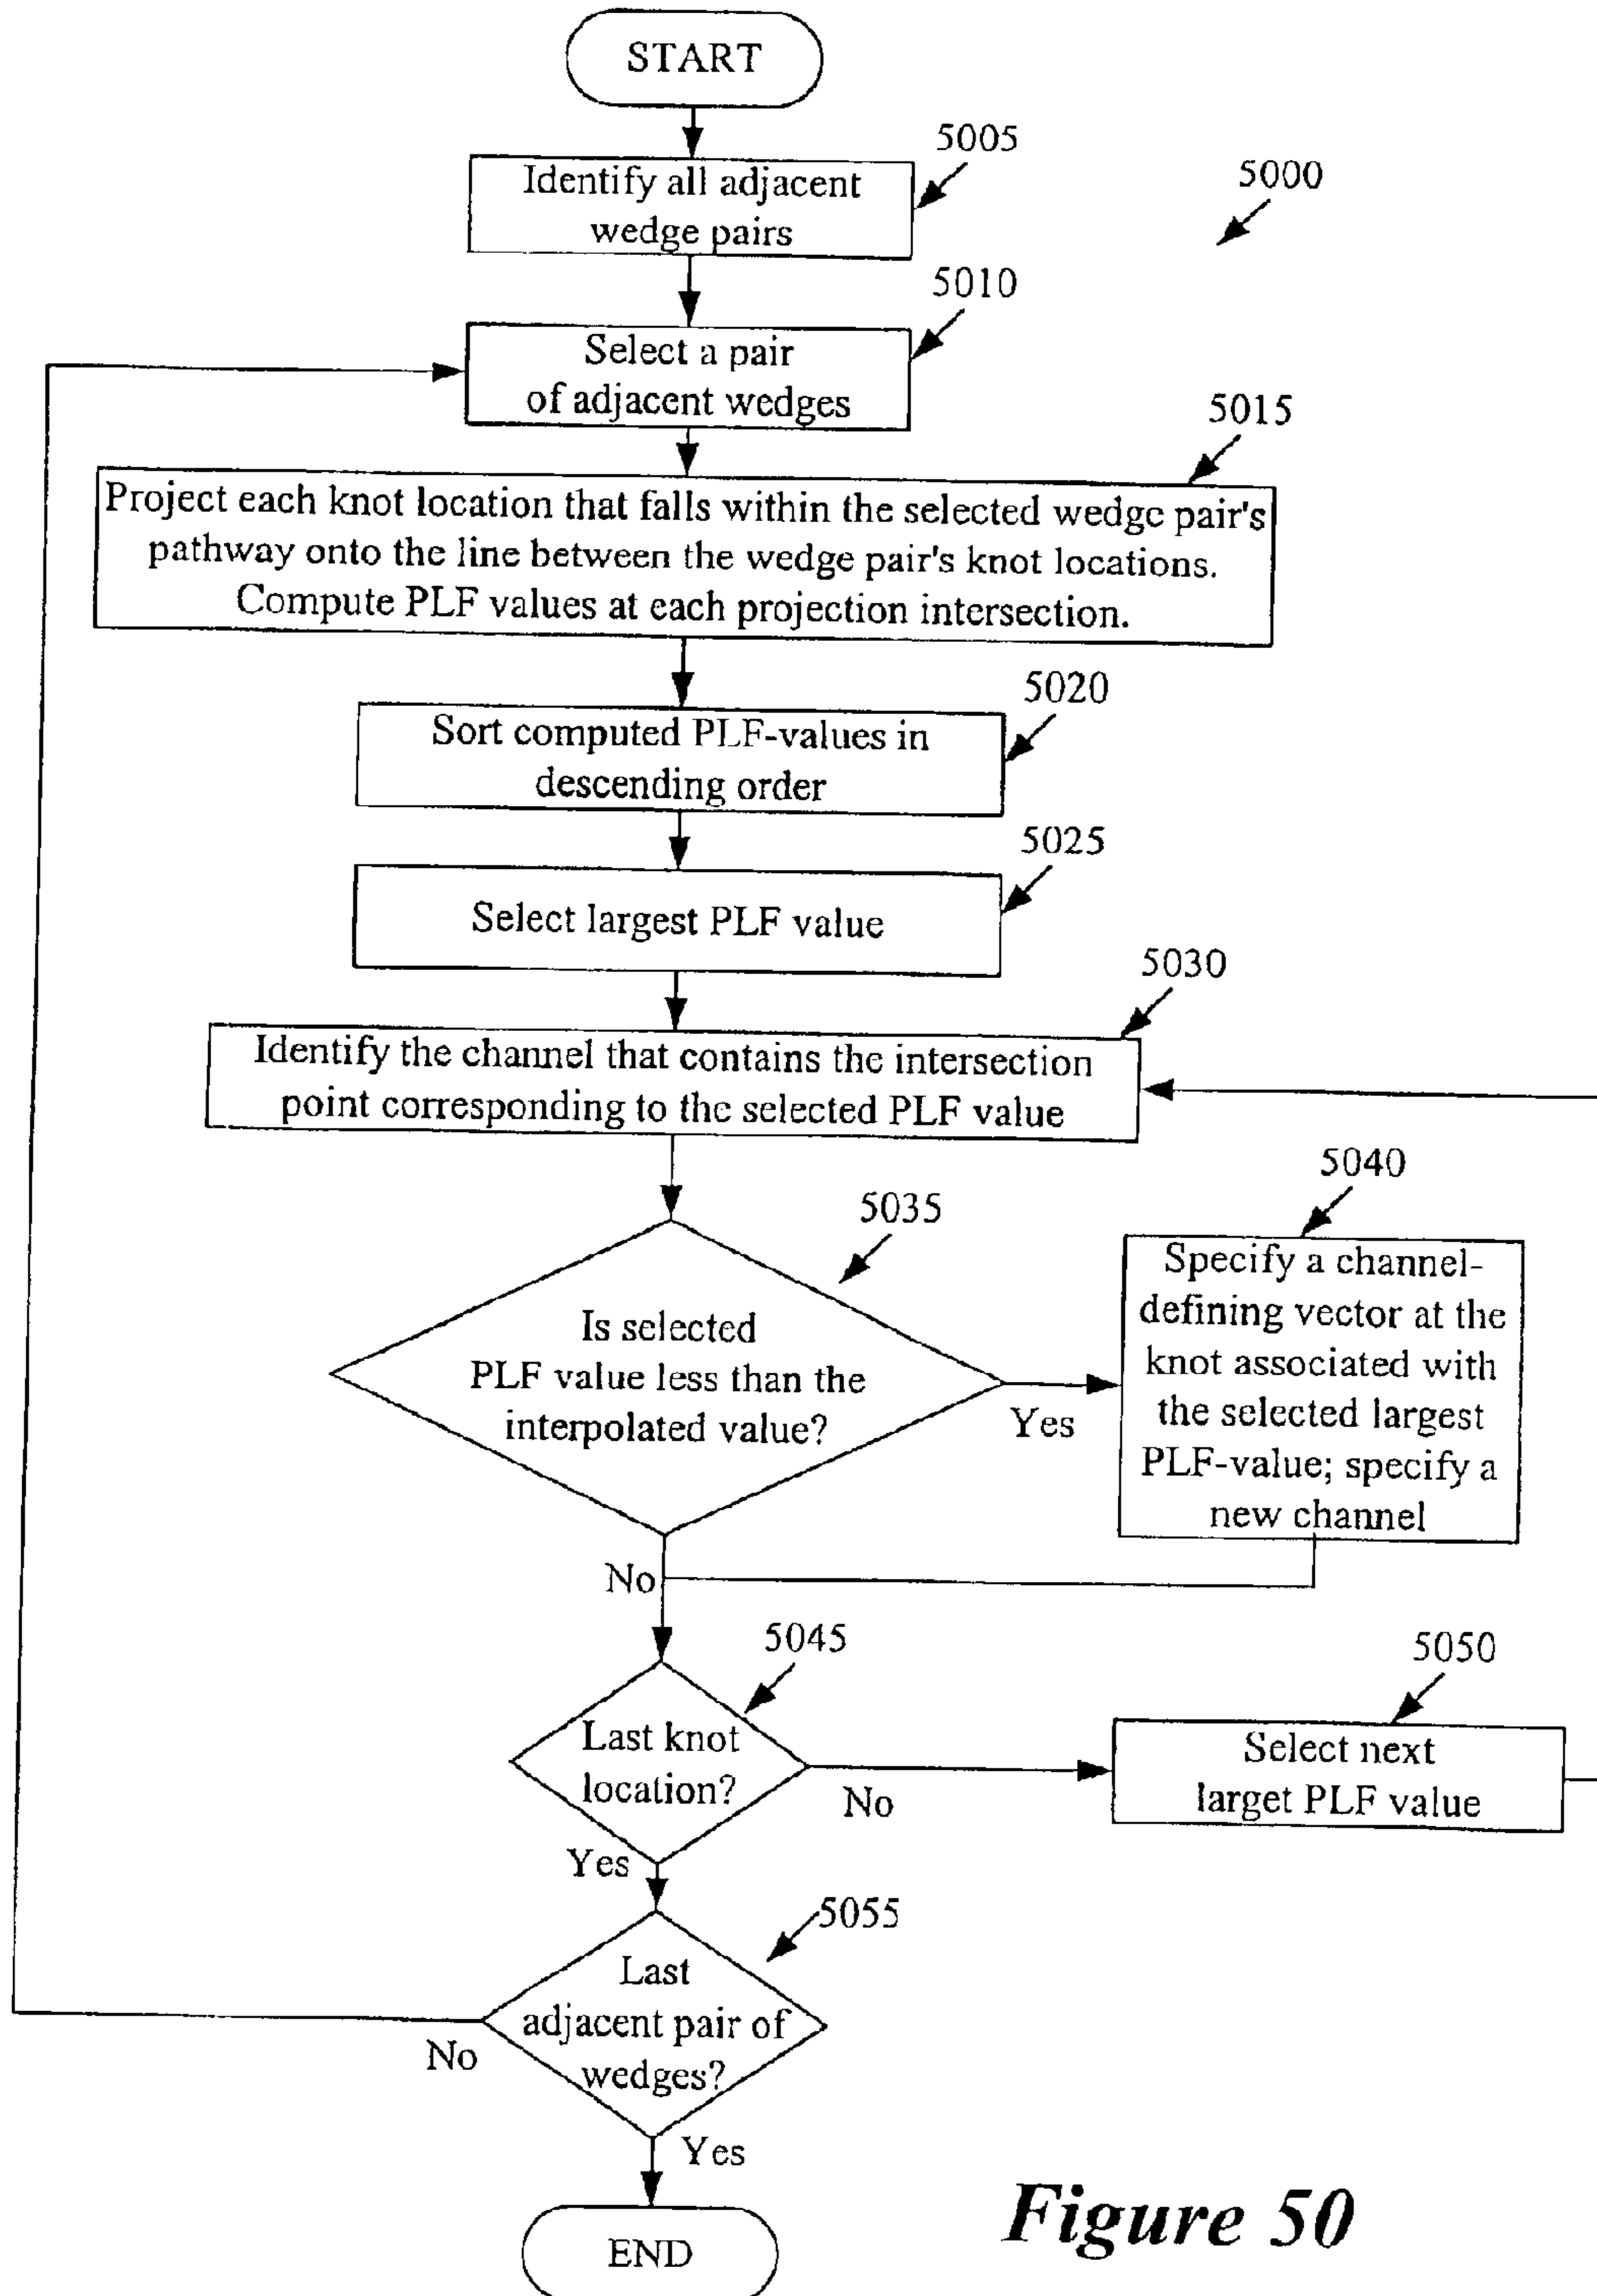 START
5005
Identify all adjacent
wedge pairs
5000
5010
Select a pair
of adjacent wedges
5015
Project each knot location that falls within the selected wedge pair's
pathway onto the line between the wedge pair's knot locations.
Compute PLF values at each projection intersection.
5020
Sort computed PLF-values in
descending order
5025
Select largest PLF value
5030
Identify the channel that contains the intersection
point corresponding to the selected PLF value
5035
Is selected
PLF value less than the
interpolated value?
Yes
5040
Specify a channel-
defining vector at the
knot associated with
the selected largest
PLF-value; specify a
new channel
No
5045
Last knot
location?
No
5050
Select next
larget PLF value
Yes
5055
Last
adjacent pair of
wedges?
No
Yes
END
Figure 50